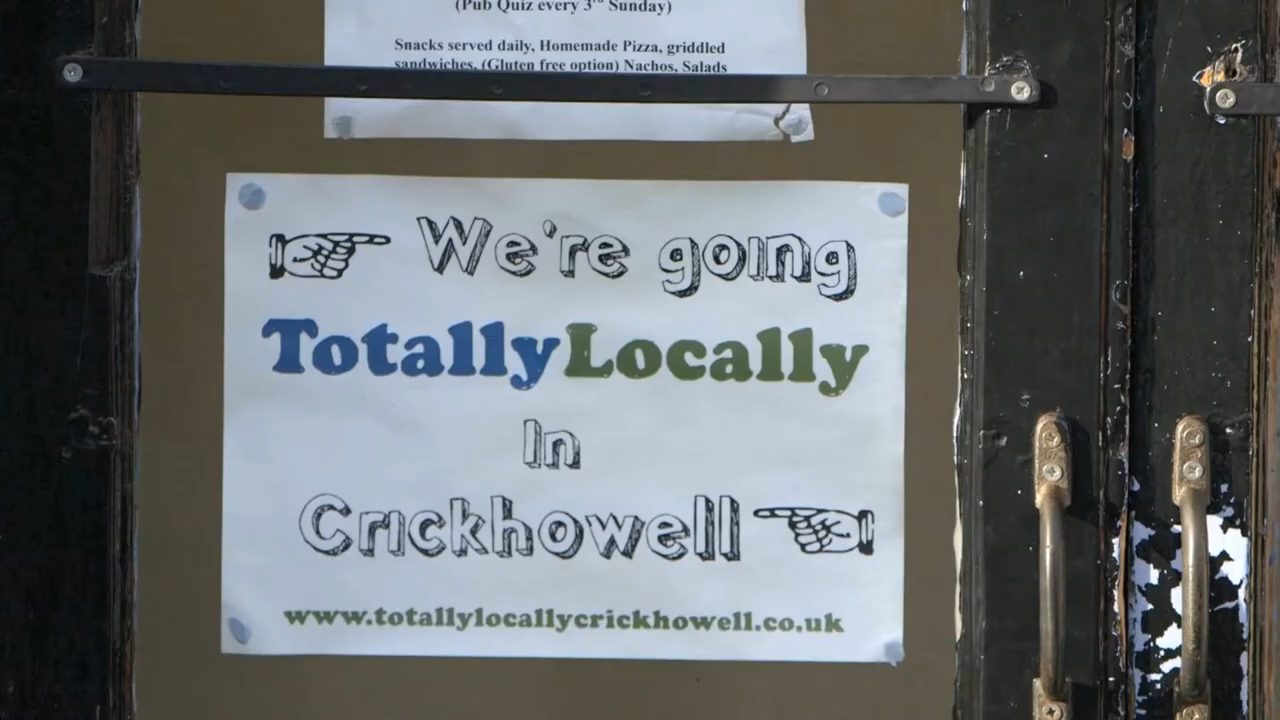 (Pub Quiz every 3rd Sunday)
Snacks served daily, Homemade Pizza, griddled
sandwiches, (Gluten free option) Nachos, Salads
We're going
TotallyLocally
In
Crickhowell
www.totallylocallycrickhowell.co.uk